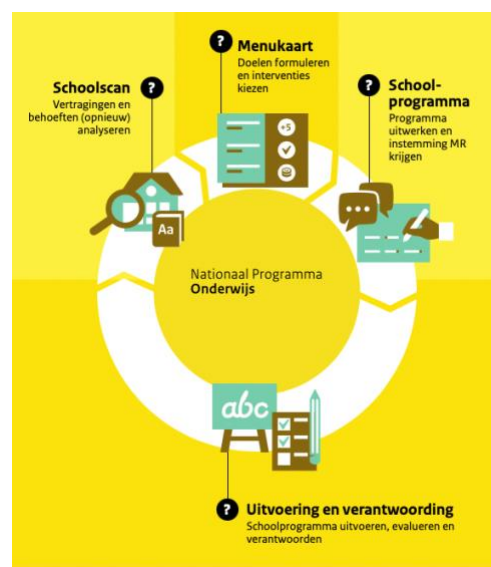 ?
Menukaart
Doelen formuleren
en interventies
kiezen
Schoolscan
?
Vertragingen en
behoeften (opnieuw)
analyseren
?
School-
programma
Programma
uitwerken en
instemming MR
krijgen
+5
Aa
Nationaal Programma
Onderwijs
abc
?
Uitvoering en verantwoording
Schoolprogramma uitvoeren, evalueren en
verantwoorden